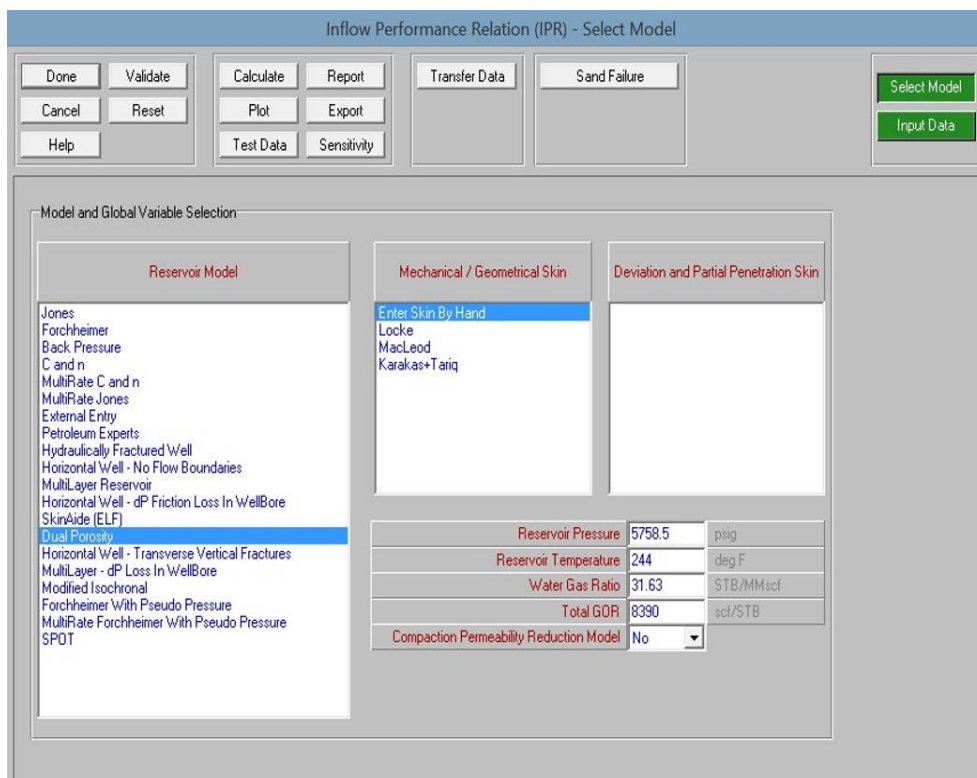 Inflow Performance Relation (IPR) - Select Model
Done Validate Calculate Report Transfer Data Sand Failure Select Model
Cancel Reset Plot Export Input Data
Help Test Data Sensitivity
Model and Global Variable Selection
Reservoir Model
Jones
Forchheimer
Back Pressure
C and n
MultiRate C and n
MultiRate Jones
External Entry
Petroleum Experts
Hydraulically Fractured Well
Horizontal Well - No Flow Boundaries
MultiLayer Reservoir
Horizontal Well - dP Friction Loss In WellBore
SkinAide (ELF)
Dual Porosity
Horizontal Well - Transverse Vertical Fractures
MultiLayer - dP Loss In WellBore
Modified Isochronal
Forchheimer With Pseudo Pressure
MultiRate Forchheimer With Pseudo Pressure
SPOT
Mechanical / Geometrical Skin
Enter Skin By Hand
Locke
MacLeod
Karakas+Tariq
Deviation and Partial Penetration Skin
Reservoir Pressure 5758.5 psig
Reservoir Temperature 244 deg F
Water Gas Ratio 31.63 STB/MMscf
Total GOR 8390 scf/STB
Compaction Permeability Reduction Model No